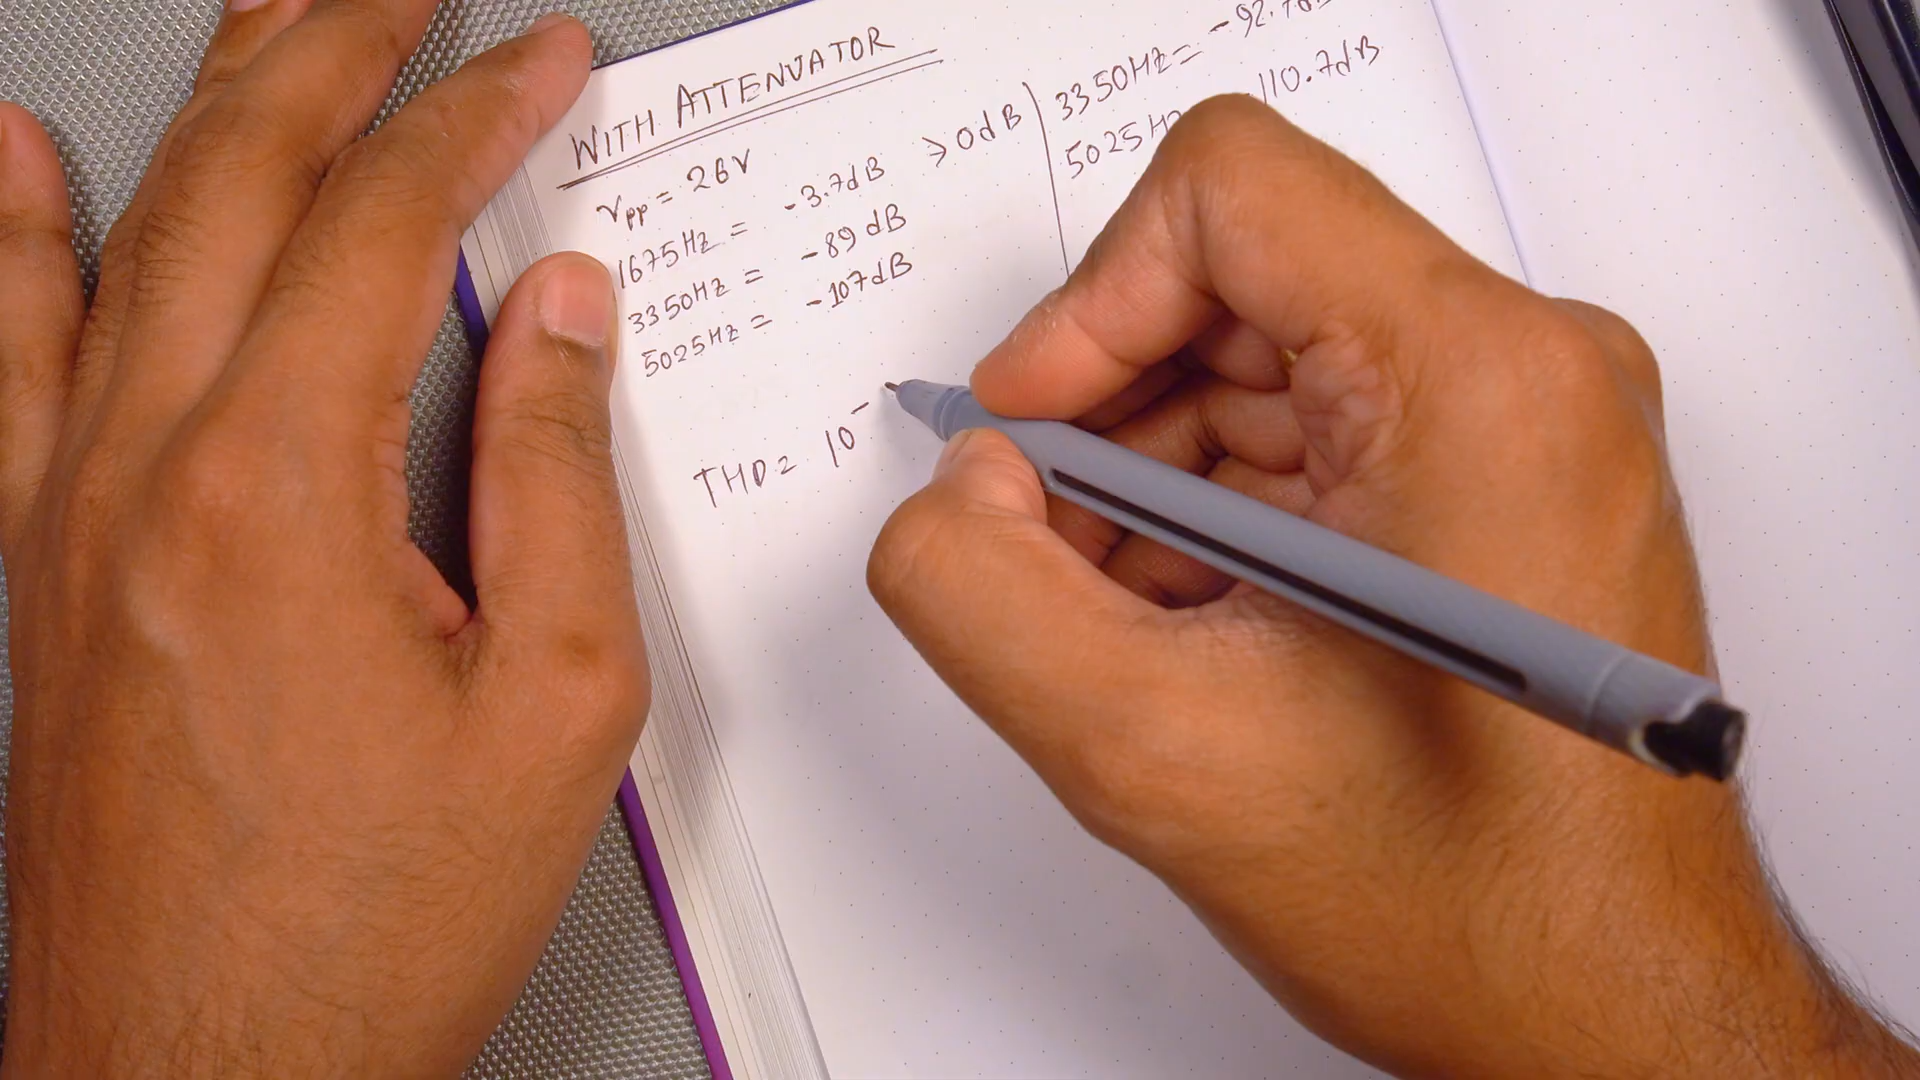 WITH ATTENUATOR
Vpp = 26V
1675Hz = -3.7dB > 0dB
3350Hz = -89dB
5025Hz = -107dB
3350Hz =
5025Hz -110.7dB
THD= 10-